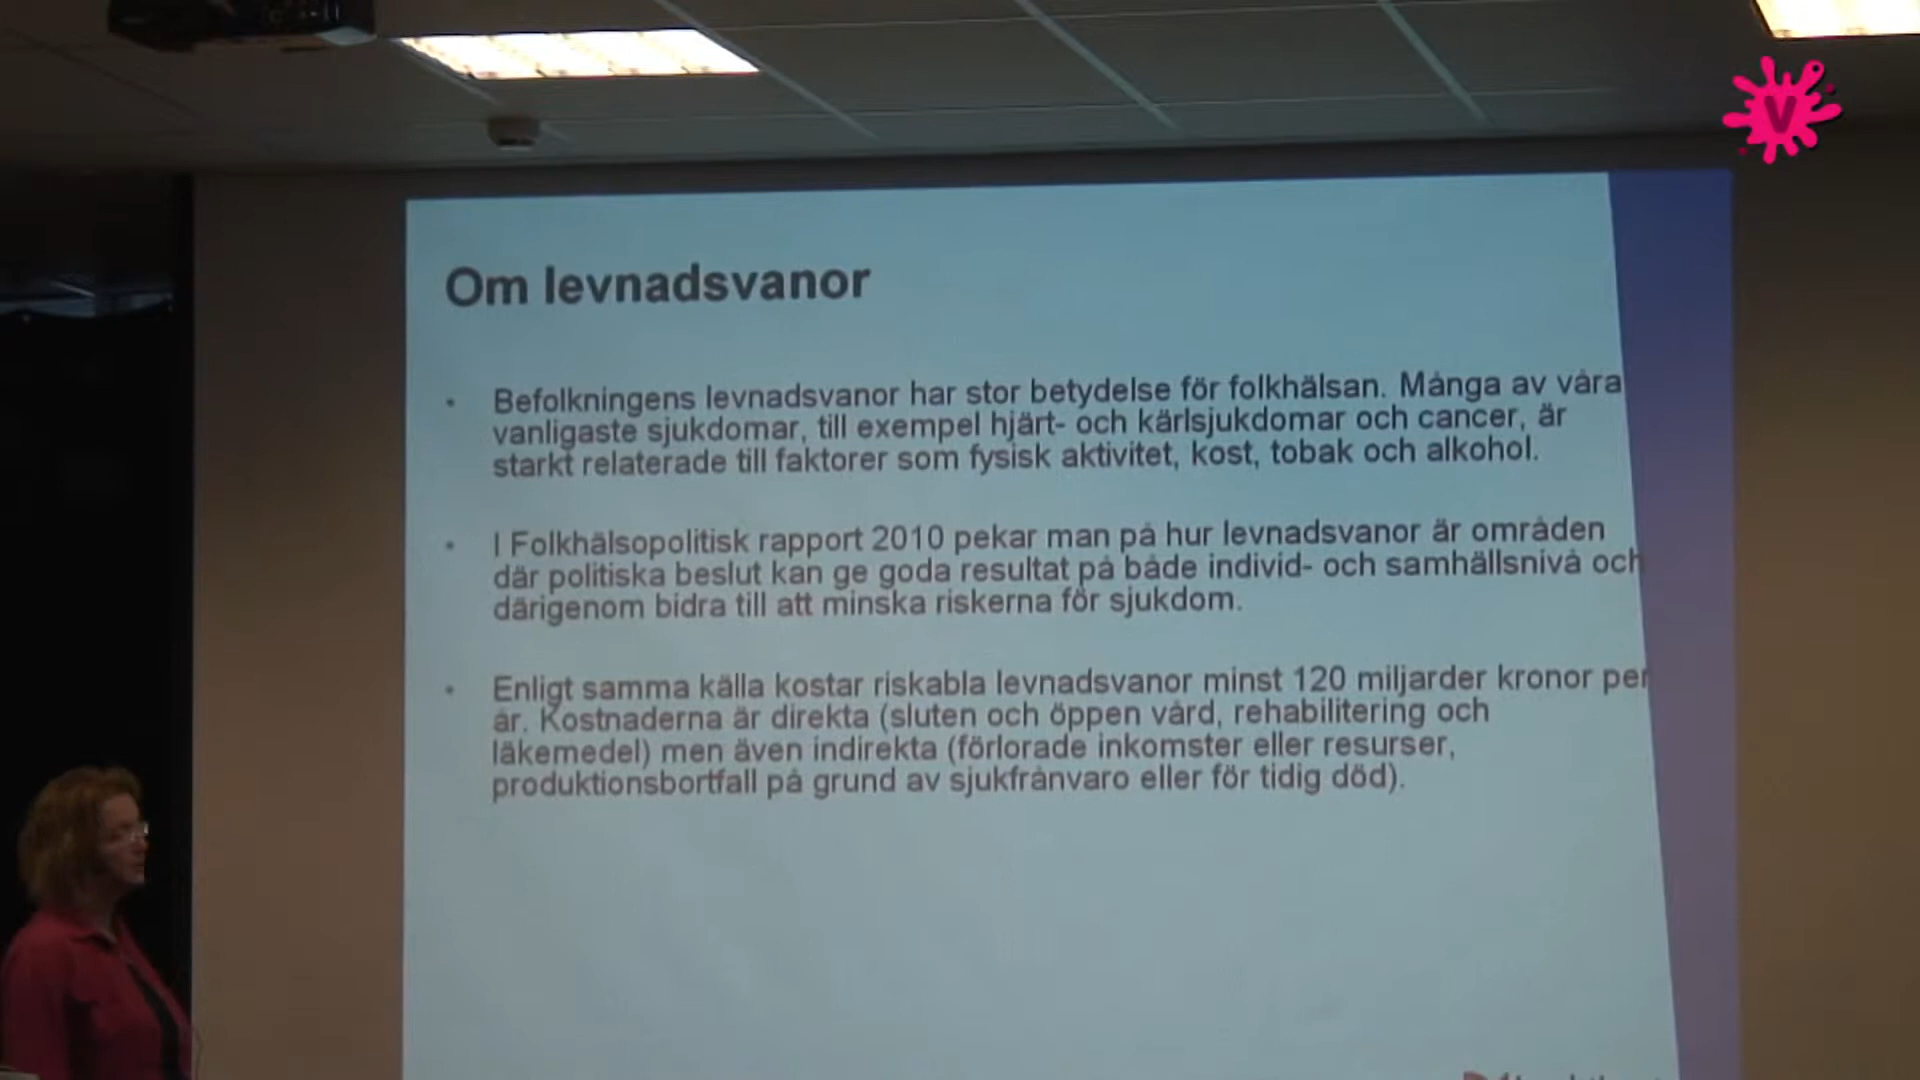 V
Om levnadsvanor
• Befolkningens levnadsvanor har stor betydelse för folkhälsan. Många av våra
vanligaste sjukdomar, till exempel hjärt- och kärlsjukdomar och cancer, är
starkt relaterade till faktorer som fysisk aktivitet, kost, tobak och alkohol.
• I Folkhälsopolitisk rapport 2010 pekar man på hur levnadsvanor är områden
där politiska beslut kan ge goda resultat på både individ- och samhällsnivå och
därigenom bidra till att minska riskerna för sjukdom.
• Enligt samma källa kostar riskabla levnadsvanor minst 120 miljarder kronor per
år. Kostnaderna är direkta (sluten och öppen vård, rehabilitering och
läkemedel) men även indirekta (förlorade inkomster eller resurser,
produktionsbortfall på grund av sjukfrånvaro eller för tidig död).